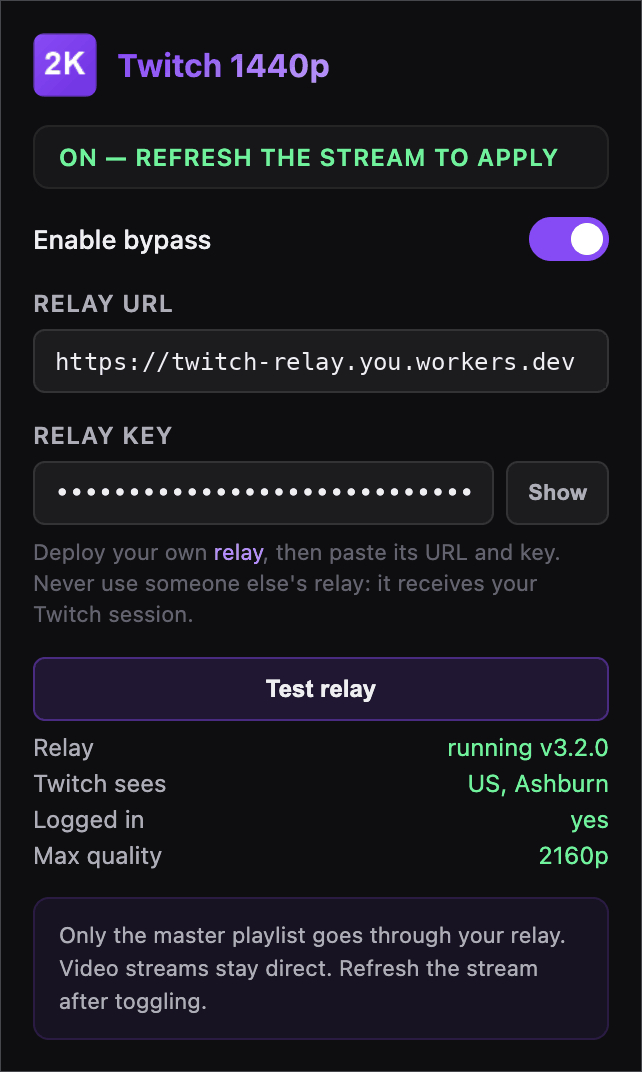 2K
Twitch 1440p
ON — REFRESH THE STREAM TO APPLY
Enable bypass
RELAY URL
https://twitch-relay.you.workers.dev
RELAY KEY
•••••••••••••••••••••••••••••
Show
Deploy your own relay, then paste its URL and key.
Never use someone else's relay: it receives your
Twitch session.
Test relay
Relay running v3.2.0
Twitch sees US, Ashburn
Logged in yes
Max quality 2160p
Only the master playlist goes through your relay.
Video streams stay direct. Refresh the stream
after toggling.